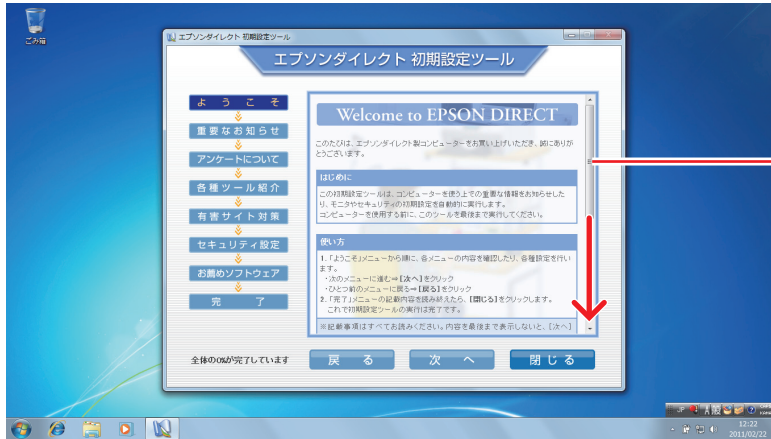 ごみ箱
エプソンダイレクト 初期設定ツール
エプソンダイレクト 初期設定ツール
ようこそ
重要なお知らせ
アンケートについて
各種ツール紹介
有害サイト対策
セキュリティ設定
お薦めソフトウェア
完 了
Welcome to EPSON DIRECT
このたびは、エプソンダイレクト製コンピューターをお買い上げいただき、誠にありが
とうございます。
はじめに
この初期設定ツールは、コンピューターを使う上での重要な情報をお知らせした
り、モニタやセキュリティの初期設定を自動的に実行します。
コンピューターを使用する前に、このツールを最後まで実行してください。
使い方
1.「ようこそ」メニューから順に、各メニューの内容を確認したり、各種設定を行い
ます。
・次のメニューに進む⇒【次へ】をクリック
・ひとつ前のメニューに戻る⇒【戻る】をクリック
2.「完了」メニューの記載内容を読み終えたら、【閉じる】をクリックします。
これで初期設定ツールの実行は完了です。
※記載事項はすべてお読みください。内容を最後まで表示しないと、[次へ]
全体の0%が完了しています
戻 る
次 へ
閉じる
JP
12:22
2011/02/22